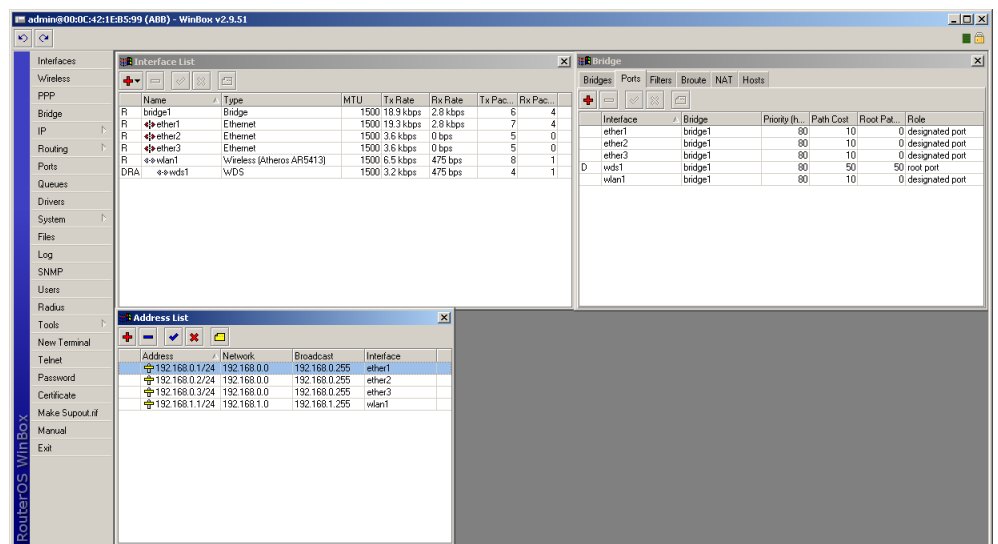 admin@00:0C:42:1E:B5:99 (ABB) - WinBox v2.9.51
RouterOS WinBox
Interfaces
Wireless
PPP
Bridge
IP
Routing
Ports
Queues
Drivers
System
Files
Log
SNMP
Users
Radius
Tools
New Terminal
Telnet
Password
Certificate
Make Supout.rif
Manual
Exit
Interface List
Name Type MTU Tx Rate Rx Rate Tx Pac... Rx Pac...
R bridge1 Bridge 1500 18.9 kbps 2.8 kbps 6 4
R ether1 Ethernet 1500 19.3 kbps 2.8 kbps 7 4
R ether2 Ethernet 1500 3.6 kbps 0 bps 5 0
R ether3 Ethernet 1500 3.6 kbps 0 bps 5 0
R wlan1 Wireless (Atheros AR5413) 1500 6.5 kbps 475 bps 8 1
DRA wds1 WDS 1500 3.2 kbps 475 bps 4 1
Bridge
Bridges Ports Filters Broute NAT Hosts
Interface Bridge Priority (h... Path Cost Root Pat... Role
ether1 bridge1 80 10 0 designated port
ether2 bridge1 80 10 0 designated port
ether3 bridge1 80 10 0 designated port
D wds1 bridge1 80 50 50 root port
wlan1 bridge1 80 10 0 designated port
Address List
Address Network Broadcast Interface
192.168.0.1/24 192.168.0.0 192.168.0.255 ether1
192.168.0.2/24 192.168.0.0 192.168.0.255 ether2
192.168.0.3/24 192.168.0.0 192.168.0.255 ether3
192.168.1.1/24 192.168.1.0 192.168.1.255 wlan1